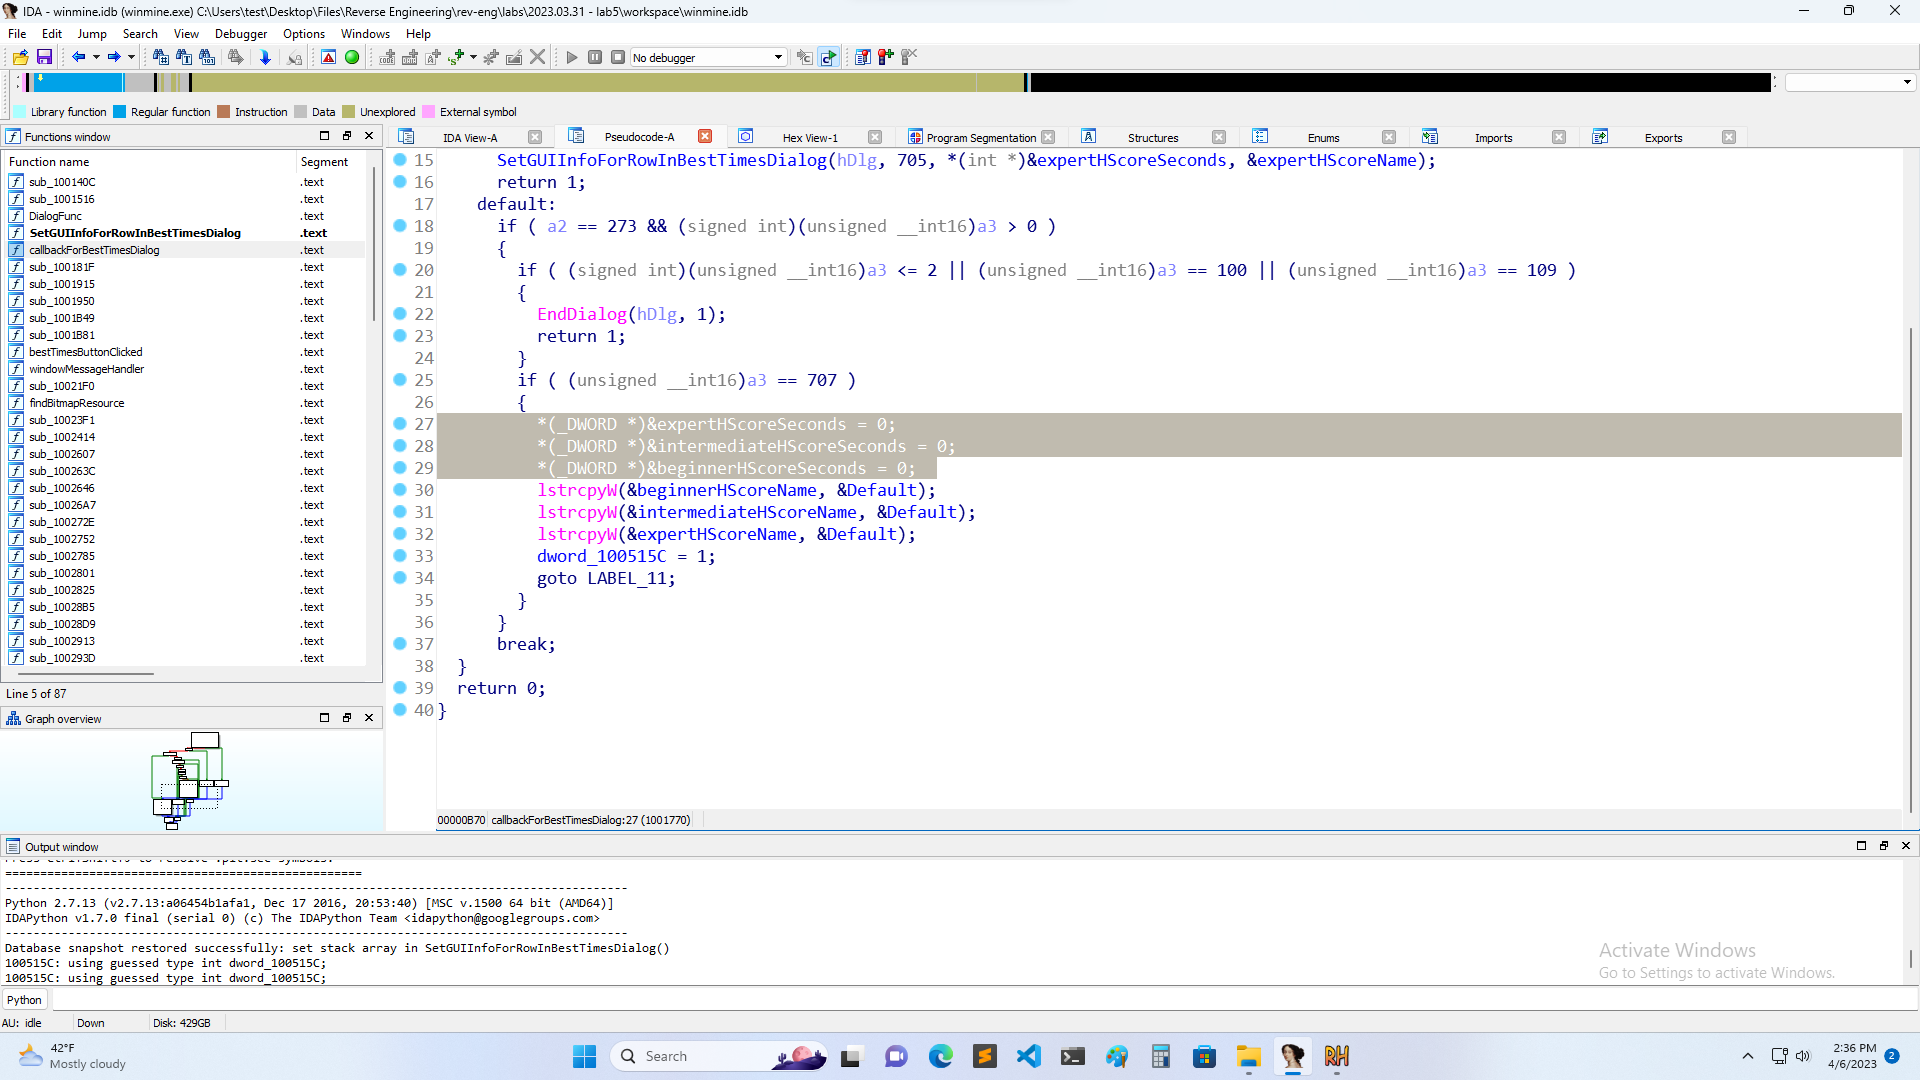 IDA - winmine.idb (winmine.exe) C:\Users\test\Desktop\Files\Reverse Engineering\rev-eng\labs\2023.03.31 - lab5\workspace\winmine.idb
File Edit Jump Search View Debugger Options Windows Help
No debugger
Library function Regular function Instruction Data Unexplored External symbol
Functions window
IDA View-A Pseudocode-A Hex View-1 Program Segmentation Structures Enums Imports Exports
Function name Segment
sub_100140C .text
sub_1001516 .text
DialogFunc .text
SetGUIInfoForRowInBestTimesDialog .text
callbackForBestTimesDialog .text
sub_100181F .text
sub_1001915 .text
sub_1001950 .text
sub_1001B49 .text
sub_1001B81 .text
bestTimesButtonClicked .text
windowMessageHandler .text
sub_10021F0 .text
findBitmapResource .text
sub_10023F1 .text
sub_1002414 .text
sub_1002607 .text
sub_100263C .text
sub_1002646 .text
sub_10026A7 .text
sub_100272E .text
sub_1002752 .text
sub_1002785 .text
sub_1002801 .text
sub_1002825 .text
sub_10028B5 .text
sub_10028D9 .text
sub_1002913 .text
sub_100293D .text
Line 5 of 87
Graph overview
15 SetGUIInfoForRowInBestTimesDialog(hDlg, 705, *(int *)&expertHScoreSeconds, &expertHScoreName);
16 return 1;
17 default:
18 if ( a2 == 273 && (signed int)(unsigned __int16)a3 > 0 )
19 {
20 if ( (signed int)(unsigned __int16)a3 <= 2 || (unsigned __int16)a3 == 100 || (unsigned __int16)a3 == 109 )
21 {
22 EndDialog(hDlg, 1);
23 return 1;
24 }
25 if ( (unsigned __int16)a3 == 707 )
26 {
27 *(_DWORD *)&expertHScoreSeconds = 0;
28 *(_DWORD *)&intermediateHScoreSeconds = 0;
29 *(_DWORD *)&beginnerHScoreSeconds = 0;
30 lstrcpyW(&beginnerHScoreName, &Default);
31 lstrcpyW(&intermediateHScoreName, &Default);
32 lstrcpyW(&expertHScoreName, &Default);
33 dword_100515C = 1;
34 goto LABEL_11;
35 }
36 }
37 break;
38 }
39 return 0;
40 }
00000B70 callbackForBestTimesDialog:27 (1001770)
Output window
==================================================
-----------------------------------------------------------------------------------------
Python 2.7.13 (v2.7.13:a06454b1afa1, Dec 17 2016, 20:53:40) [MSC v.1500 64 bit (AMD64)]
IDAPython v1.7.0 final (serial 0) (c) The IDAPython Team <idapython@googlegroups.com>
-----------------------------------------------------------------------------------------
Database snapshot restored successfully: set stack array in SetGUIInfoForRowInBestTimesDialog()
100515C: using guessed type int dword_100515C;
100515C: using guessed type int dword_100515C;
Activate Windows
Go to Settings to activate Windows.
Python
AU: idle Down Disk: 429GB
42°F
Mostly cloudy
Search
RH
2:36 PM
4/6/2023
2